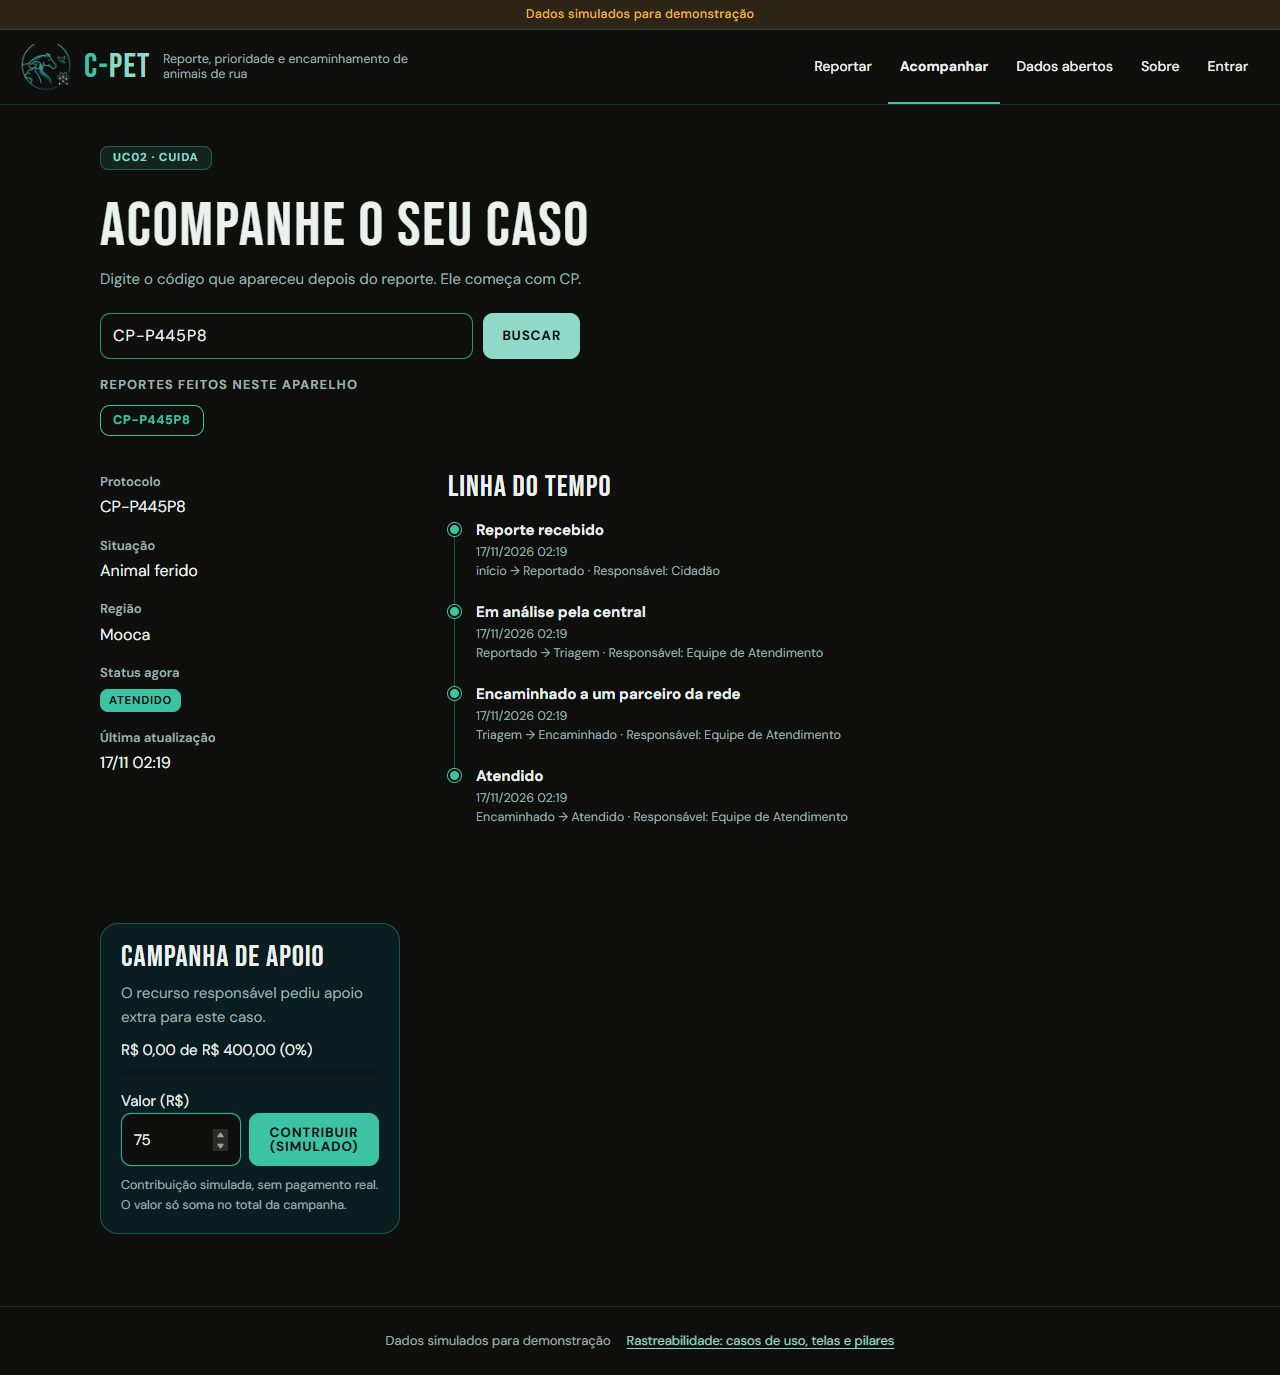 Dados simulados para demonstração
C-PET
Reporte, prioridade e encaminhamento de
animais de rua
Reportar
Acompanhar
Dados abertos
Sobre
Entrar
UC02 · CUIDA
ACOMPANHE O SEU CASO
Digite o código que apareceu depois do reporte. Ele começa com CP.
CP-P445P8
BUSCAR
REPORTES FEITOS NESTE APARELHO
CP-P445P8
Protocolo
CP-P445P8
Situação
Animal ferido
Região
Mooca
Status agora
ATENDIDO
Última atualização
17/11 02:19
LINHA DO TEMPO
Reporte recebido
17/11/2026 02:19
início → Reportado · Responsável: Cidadão
Em análise pela central
17/11/2026 02:19
Reportado → Triagem · Responsável: Equipe de Atendimento
Encaminhado a um parceiro da rede
17/11/2026 02:19
Triagem → Encaminhado · Responsável: Equipe de Atendimento
Atendido
17/11/2026 02:19
Encaminhado → Atendido · Responsável: Equipe de Atendimento
CAMPANHA DE APOIO
O recurso responsável pediu apoio
extra para este caso.
R$ 0,00 de R$ 400,00 (0%)
Valor (R$)
75
CONTRIBUIR
(SIMULADO)
Contribuição simulada, sem pagamento real.
O valor só soma no total da campanha.
Dados simulados para demonstração
Rastreabilidade: casos de uso, telas e pilares